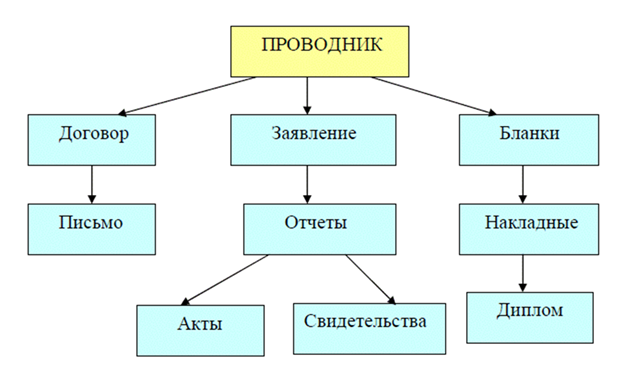 ПРОВОДНИК
Договор
Заявление
Бланки
Письмо
Отчеты
Накладные
Акты
Свидетельства
Диплом